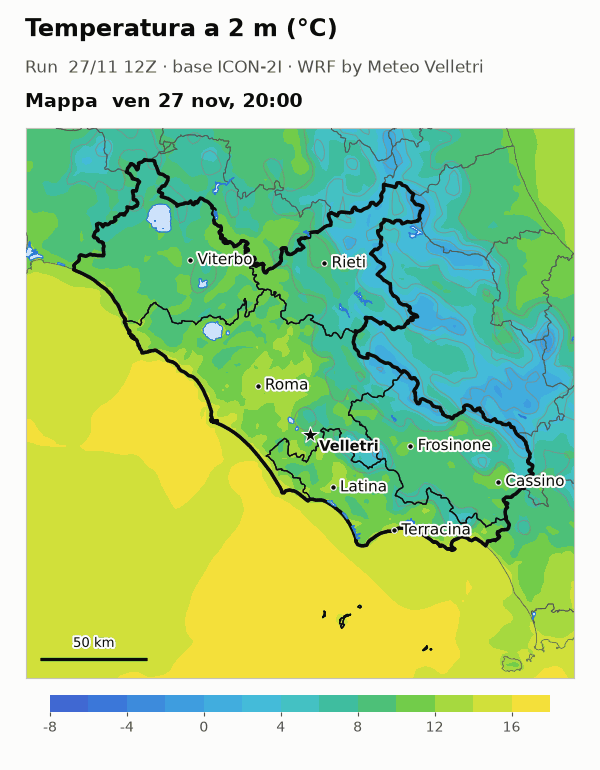 Temperatura a 2 m (°C)
Run  27/11 12Z · base ICON-2I · WRF by Meteo Velletri
Mappa  ven 27 nov, 20:00
Viterbo
Rieti
Roma
Velletri
Frosinone
Latina
Cassino
Terracina
50 km
-8 -4 0 4 8 12 16